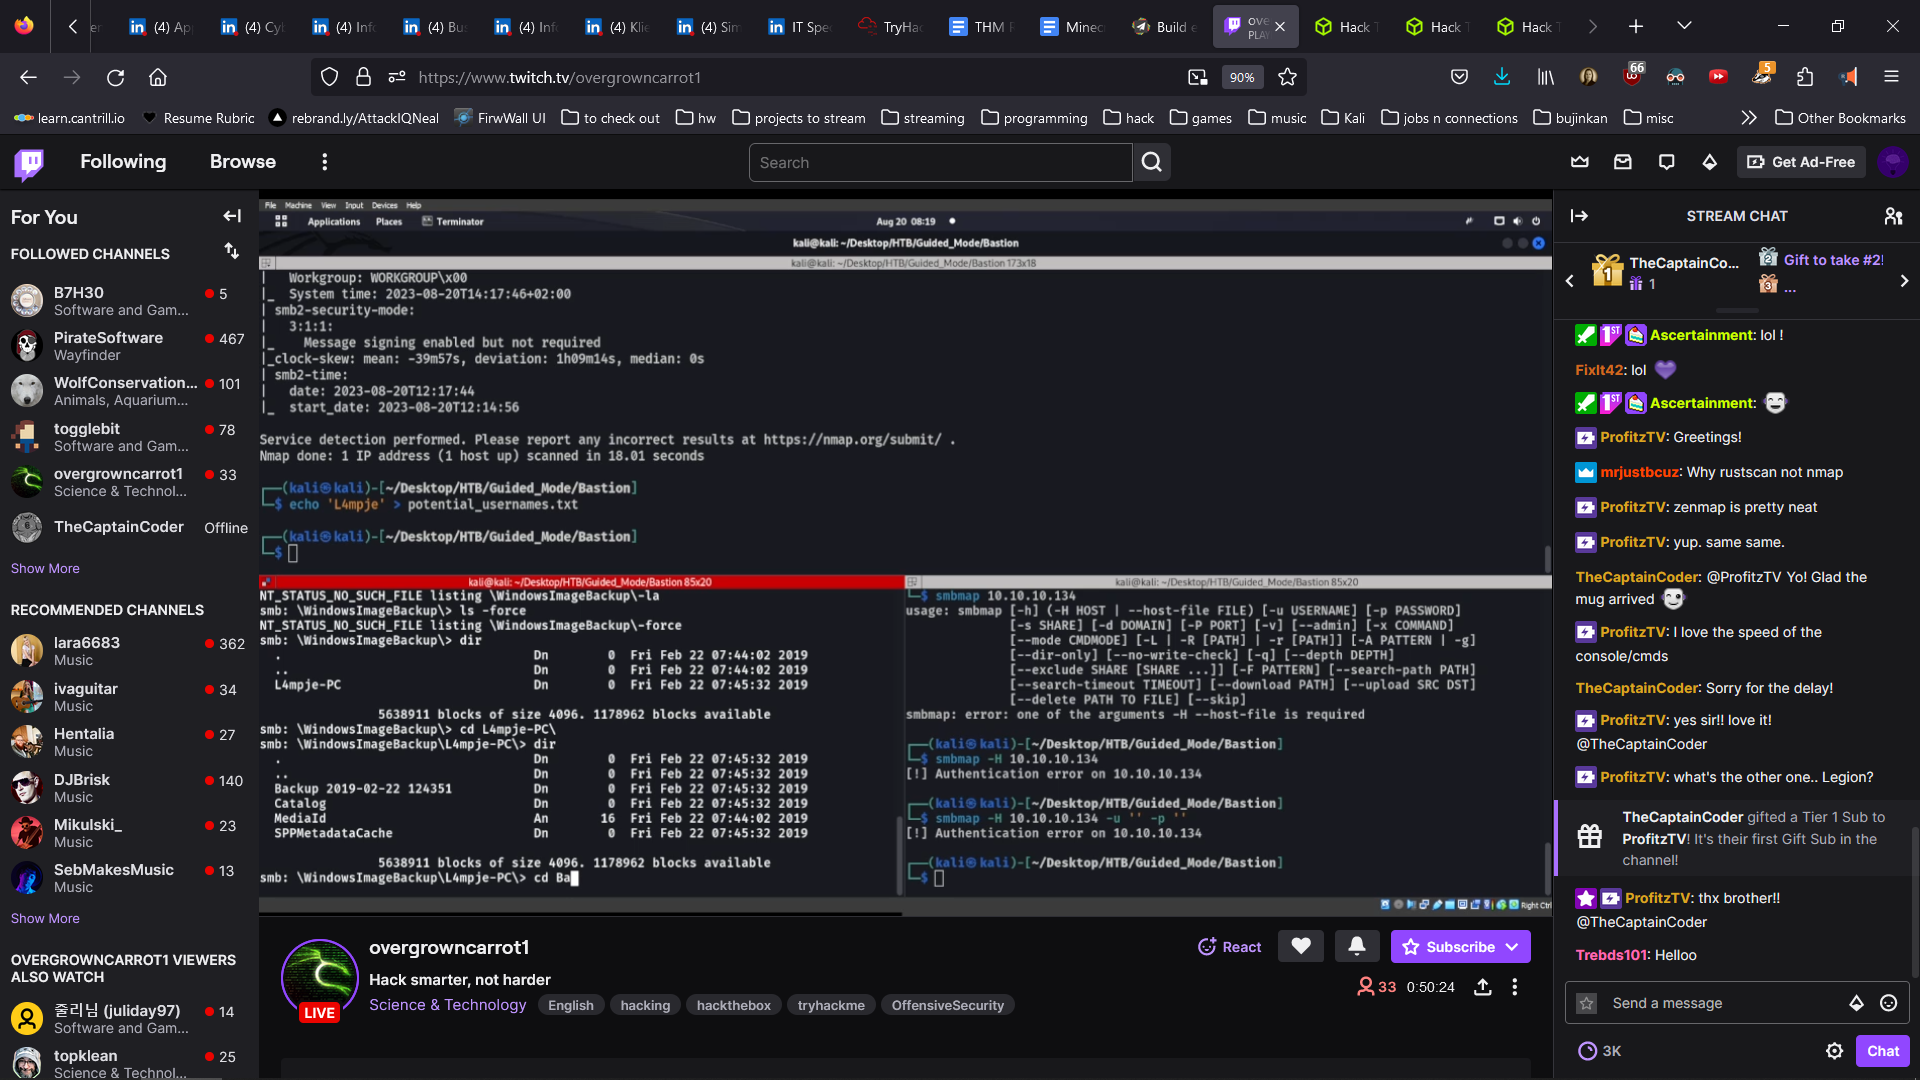 (4) Ap
(4) Cyl
(4) Info
(4) Bus
(4) Info
(4) Klie
(4) Sim
IT Spec
TryHac
THM P
Minec
Build e
PLAY
Hack T
Hack T
Hack T
https://www.twitch.tv/overgrowncarrot1
90%
66
5
learn.cantrill.io
Resume Rubric
rebrand.ly/AttackIQNeal
FirwWall UI
to check out
hw
projects to stream
streaming
programming
hack
games
music
Kali
jobs n connections
bujinkan
misc
Other Bookmarks
Following
Browse
Search
Get Ad-Free
For You
FOLLOWED CHANNELS
B7H30
5
Software and Gam...
PirateSoftware
467
Wayfinder
WolfConservation...
101
Animals, Aquarium...
togglebit
78
Software and Gam...
overgrowncarrot1
33
Science & Technol...
TheCaptainCoder
Offline
Show More
RECOMMENDED CHANNELS
lara6683
362
Music
ivaguitar
34
Music
Hentalia
27
Music
DJBrisk
140
Music
Mikulski_
23
Music
SebMakesMusic
13
Music
Show More
OVERGROWNCARROT1 VIEWERS
ALSO WATCH
줄리님 (juliday97)
14
Software and Gam...
topklean
25
Science & Technol...
File Machine View Input Devices Help
Applications Places Terminator
Aug 20 08:19
kali@kali: ~/Desktop/HTB/Guided_Mode/Bastion
kali@kali: ~/Desktop/HTB/Guided_Mode/Bastion 173x18
| Workgroup: WORKGROUP\x00
|_ System time: 2023-08-20T14:17:46+02:00
| smb2-security-mode:
| 3:1:1:
|_ Message signing enabled but not required
|_clock-skew: mean: -39m57s, deviation: 1h09m14s, median: 0s
| smb2-time:
| date: 2023-08-20T12:17:44
|_ start_date: 2023-08-20T12:14:56
Service detection performed. Please report any incorrect results at https://nmap.org/submit/ .
Nmap done: 1 IP address (1 host up) scanned in 18.01 seconds
(kali㉿kali)-[~/Desktop/HTB/Guided_Mode/Bastion]
$ echo 'L4mpje' > potential_usernames.txt
(kali㉿kali)-[~/Desktop/HTB/Guided_Mode/Bastion]
$
kali@kali: ~/Desktop/HTB/Guided_Mode/Bastion 85x20
NT_STATUS_NO_SUCH_FILE listing \WindowsImageBackup\-la
smb: \WindowsImageBackup\> ls -force
NT_STATUS_NO_SUCH_FILE listing \WindowsImageBackup\-force
smb: \WindowsImageBackup\> dir
. Dn 0 Fri Feb 22 07:44:02 2019
.. Dn 0 Fri Feb 22 07:44:02 2019
L4mpje-PC Dn 0 Fri Feb 22 07:45:32 2019
5638911 blocks of size 4096. 1178962 blocks available
smb: \WindowsImageBackup\> cd L4mpje-PC\
smb: \WindowsImageBackup\L4mpje-PC\> dir
. Dn 0 Fri Feb 22 07:45:32 2019
.. Dn 0 Fri Feb 22 07:45:32 2019
Backup 2019-02-22 124351 Dn 0 Fri Feb 22 07:45:32 2019
Catalog Dn 0 Fri Feb 22 07:45:32 2019
MediaId An 16 Fri Feb 22 07:44:02 2019
SPPMetadataCache Dn 0 Fri Feb 22 07:45:32 2019
5638911 blocks of size 4096. 1178962 blocks available
smb: \WindowsImageBackup\L4mpje-PC\> cd Ba
kali@kali: ~/Desktop/HTB/Guided_Mode/Bastion 85x20
$ smbmap 10.10.10.134
usage: smbmap [-h] (-H HOST | --host-file FILE) [-u USERNAME] [-p PASSWORD]
[-s SHARE] [-d DOMAIN] [-P PORT] [-v] [--admin] [-x COMMAND]
[--mode CMDMODE] [-L | -R [PATH] | -r [PATH]] [-A PATTERN | -g]
[--dir-only] [--no-write-check] [-q] [--depth DEPTH]
[--exclude SHARE [SHARE ...]] [-F PATTERN] [--search-path PATH]
[--search-timeout TIMEOUT] [--download PATH] [--upload SRC DST]
[--delete PATH TO FILE] [--skip]
smbmap: error: one of the arguments -H --host-file is required
(kali㉿kali)-[~/Desktop/HTB/Guided_Mode/Bastion]
$ smbmap -H 10.10.10.134
[!] Authentication error on 10.10.10.134
(kali㉿kali)-[~/Desktop/HTB/Guided_Mode/Bastion]
$ smbmap -H 10.10.10.134 -u '' -p ''
[!] Authentication error on 10.10.10.134
(kali㉿kali)-[~/Desktop/HTB/Guided_Mode/Bastion]
$
Right Ctrl
LIVE
overgrowncarrot1
Hack smarter, not harder
Science & Technology
English
hacking
hackthebox
tryhackme
OffensiveSecurity
React
Subscribe
33
0:50:24
STREAM CHAT
1
TheCaptainCo...
1
2
Gift to take #2!
3
...
1ST Ascertainment: lol !
FixIt42: lol
1ST Ascertainment:
ProfitzTV: Greetings!
mrjustbcuz: Why rustscan not nmap
ProfitzTV: zenmap is pretty neat
ProfitzTV: yup. same same.
TheCaptainCoder: @ProfitzTV Yo! Glad the
mug arrived
ProfitzTV: I love the speed of the
console/cmds
TheCaptainCoder: Sorry for the delay!
ProfitzTV: yes sir!! love it!
@TheCaptainCoder
ProfitzTV: what's the other one.. Legion?
TheCaptainCoder gifted a Tier 1 Sub to
ProfitzTV! It's their first Gift Sub in the
channel!
ProfitzTV: thx brother!!
@TheCaptainCoder
Trebds101: Helloo
Send a message
3K
Chat